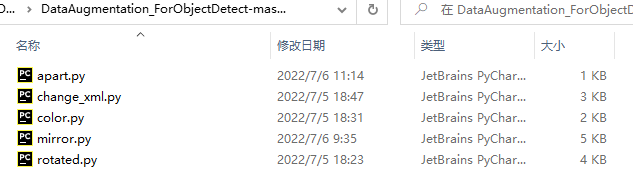 O... › DataAugmentation_ForObjectDetect-mas... 在 DataAugmentation_ForObjectD
名称 修改日期 类型 大小
apart.py 2022/7/6 11:14 JetBrains PyChar... 1 KB
change_xml.py 2022/7/5 18:47 JetBrains PyChar... 3 KB
color.py 2022/7/5 18:31 JetBrains PyChar... 2 KB
mirror.py 2022/7/6 9:35 JetBrains PyChar... 5 KB
rotated.py 2022/7/5 18:23 JetBrains PyChar... 4 KB